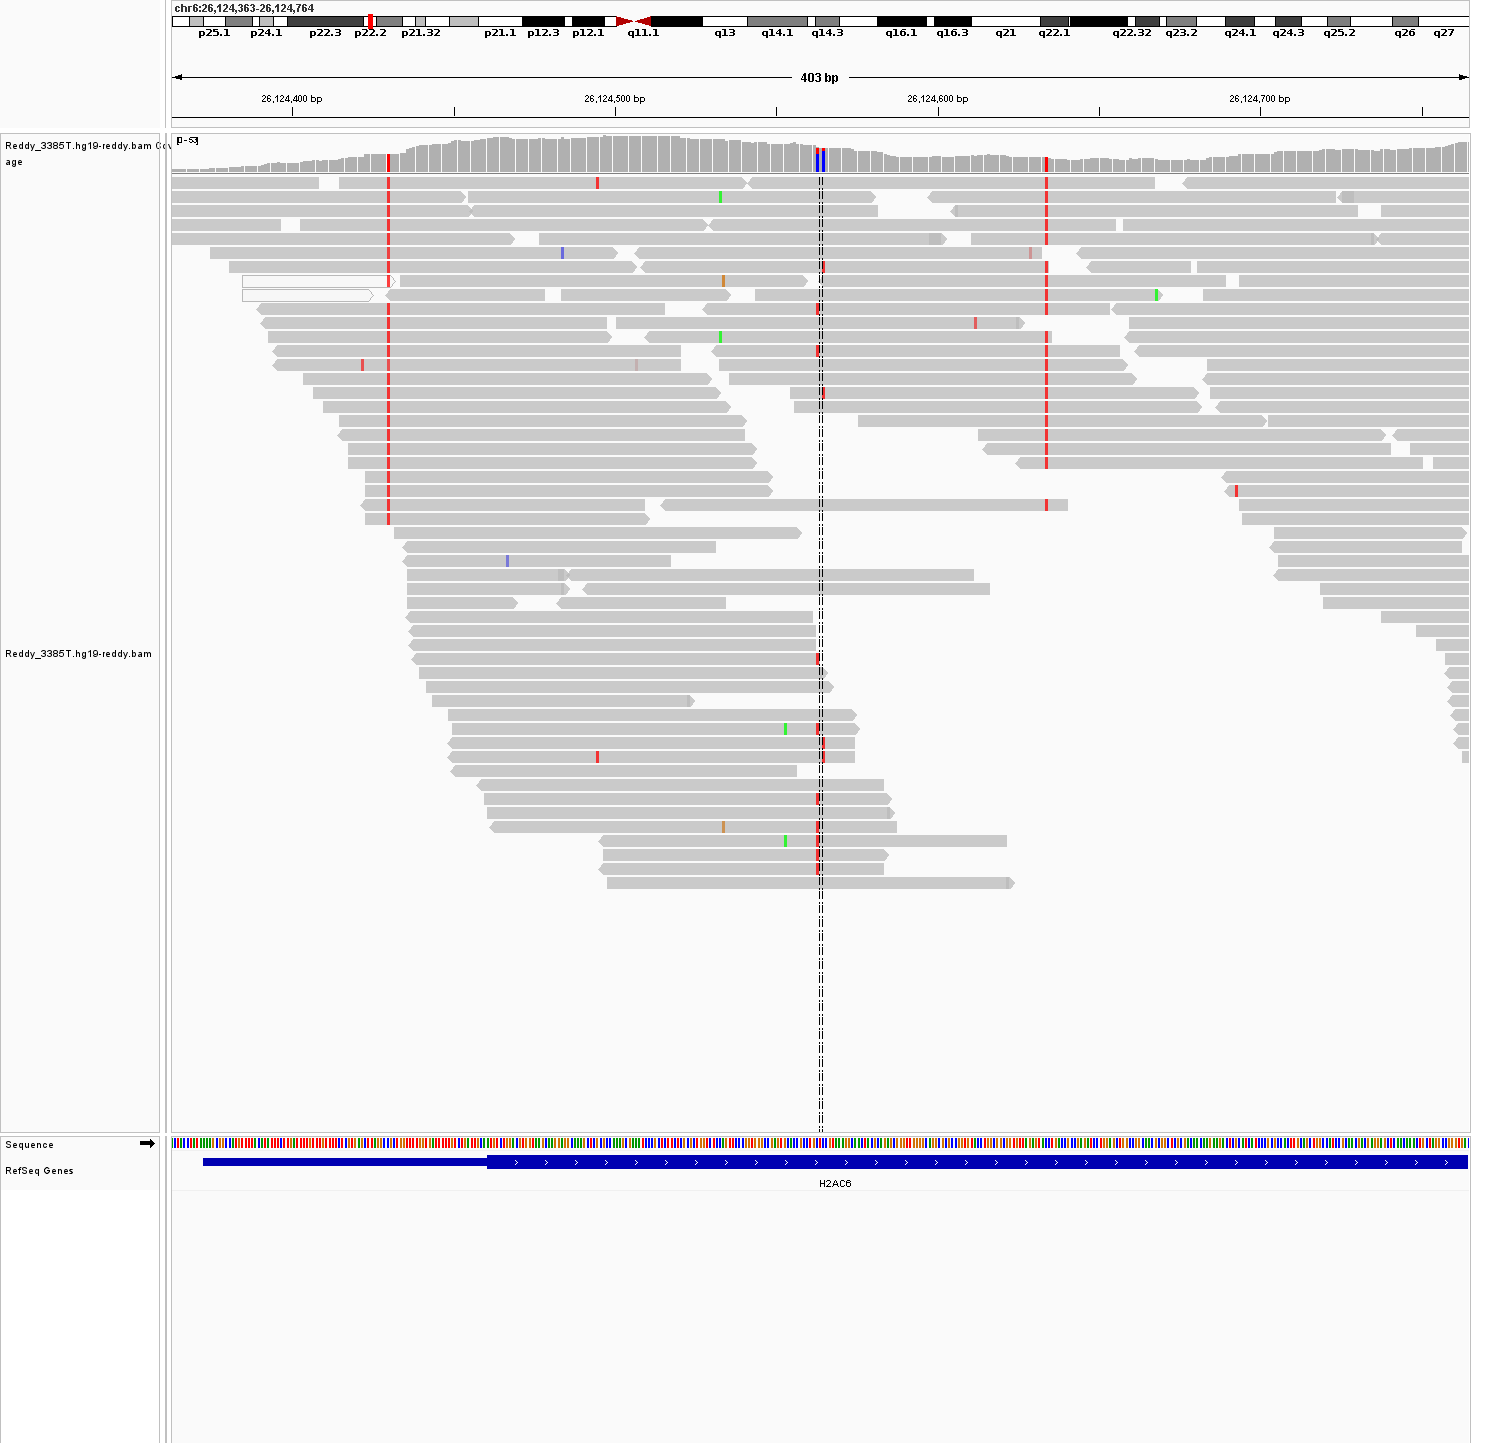 chr6:26,124,363-26,124,764
p25.1 p24.1 p22.3 p22.2 p21.32 p21.1 p12.3 p12.1 q11.1 q13 q14.1 q14.3 q16.1 q16.3 q21 q22.1 q22.32 q23.2 q24.1 q24.3 q25.2 q26 q27
403 bp
26,124,400 bp 26,124,500 bp 26,124,600 bp 26,124,700 bp
Reddy_3385T.hg19-reddy.bam Cov
age
[0-53]
Reddy_3385T.hg19-reddy.bam
Sequence
RefSeq Genes
H2AC6